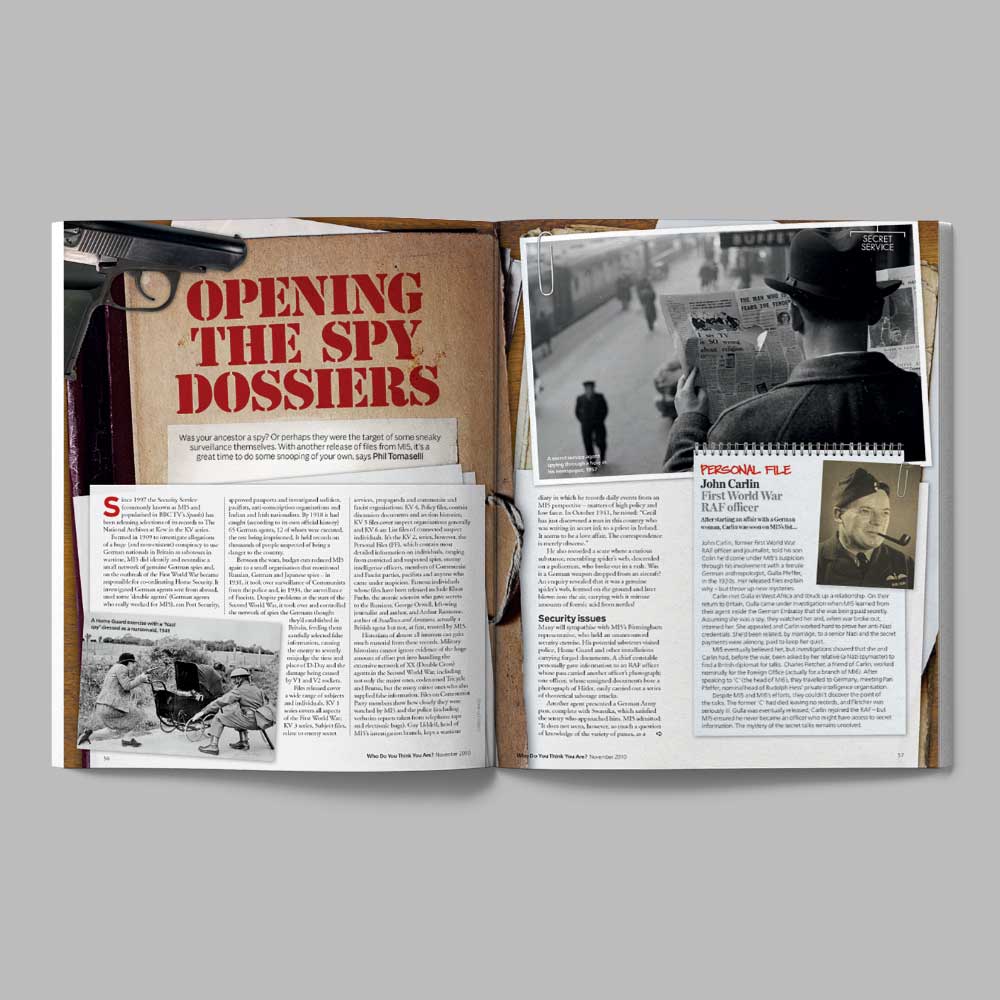 OPENING
THE SPY
DOSSIERS
Was your ancestor a spy? Or perhaps they were the target of some sneaky
surveillance themselves. With another release of files from MI5, it's a
great time to do some snooping of your own, says Phil Tomaselli
Since 1997 the Security Service
(commonly known as MI5 and
popularised in BBC TV's Spooks) has
been releasing selections of its records to The
National Archives at Kew in the KV series.
Formed in 1909 to investigate allegations
of a huge (and non-existent) conspiracy to use
German nationals in Britain as saboteurs in
wartime, MI5 did identify and neutralise a
small network of genuine German spies and,
on the outbreak of the First World War became
responsible for co-ordinating Home Security. It
investigated German agents sent from abroad,
used some 'double agents' (German agents
who really worked for MI5), ran Port Security,
A Home Guard exercise with a 'Nazi
spy' dressed as a nursemaid, 1941
approved passports and investigated sedition,
pacifists, anti-conscription organisations and
Indian and Irish nationalists. By 1918 it had
caught (according to its own official history)
65 German agents, 12 of whom were executed,
the rest being imprisoned. It held records on
thousands of people suspected of being a
danger to the country.
Between the wars, budget cuts reduced MI5
again to a small organisation that monitored
Russian, German and Japanese spies – in
1931, it took over surveillance of Communists
from the police and, in 1934, the surveillance
of Fascists. Despite problems at the start of the
Second World War, it took over and controlled
the network of spies the Germans thought
they'd established in
Britain, feeding them
carefully selected false
information, causing
the enemy to severely
misjudge the time and
place of D-Day and the
damage being caused
by V1 and V2 rockets.
Files released cover
a wide range of subjects
and individuals. KV 1
series covers all aspects
of the First World War;
KV 3 series, Subject files,
relate to enemy secret
services, propaganda and communist and
fascist organisations; KV 4, Policy files, contain
discussion documents and section histories;
KV 5 files cover suspect organisations generally
and KV 6 are List files of connected suspect
individuals. It's the KV 2, series, however, the
Personal Files (PF), which contains most
detailed information on individuals, ranging
from convicted and suspected spies, enemy
intelligence officers, members of Communist
and Fascist parties, pacifists and anyone who
came under suspicion. Famous individuals
whose files have been released include Klaus
Fuchs, the atomic scientist who gave secrets
to the Russians; George Orwell, left-wing
journalist and author, and Arthur Ransome,
author of Swallows and Amazons, actually a
British agent but not, at first, trusted by MI5.
Historians of almost all interests can gain
much material from these records. Military
historians cannot ignore evidence of the huge
amount of effort put into handling the
extensive network of XX (Double Cross)
agents in the Second World War, including
not only the major ones, codenamed Tricycle
and Brutus, but the many minor ones who also
supplied false information. Files on Communist
Party members show how closely they were
watched by MI5 and the police (including
verbatim reports taken from telephone taps
and electronic bugs). Guy Liddell, head of
MI5's investigation branch, kept a wartime
56
Who Do You Think You Are? November 2010
SECRET
SERVICE
BUFFET
THE MAN WHO
FEARS THE
is SO wrong
about religion
A secret service agent
spying through a hole in
his newspaper, 1957
diary in which he records daily events from an
MI5 perspective – matters of high policy and
low farce. In October 1943, he noted: "Cecil
has just discovered a man in this country who
was writing in secret ink to a priest in Ireland.
It seems to be a love affair. The correspondence
is merely obscene."
He also recorded a scare where a curious
substance, resembling spider's web, descended
on a policeman, who broke out in a rash. Was
it a German weapon dropped from an aircraft?
An enquiry revealed that it was a genuine
spider's web, formed on the ground and later
blown into the air, carrying with it minute
amounts of formic acid from nettles!
Security issues
Many will sympathise with MI5's Birmingham
representative, who held an unannounced
security exercise. His potential saboteurs visited
police, Home Guard and other installations
carrying forged documents. A chief constable
personally gave information to an RAF officer
whose pass carried another officer's photograph;
one officer, whose unsigned documents bore a
photograph of Hitler, easily carried out a series
of theoretical sabotage attacks.
Another agent presented a German Army
pass, complete with Swastika, which satisfied
the sentry who approached him. MI5 admitted:
"It does not seem, however, so much a question
of knowledge of the variety of passes, as a
PERSONAL FILE
John Carlin
First World War
RAF officer
After starting an affair with a German
woman, Carlin was soon on MI5's list...
John Carlin, former First World War
RAF officer and journalist, told his son
Colin he'd come under MI5's suspicion
through his involvement with a female
German anthropologist, Gulla Pfeffer,
in the 1920s. Her released files explain
why – but throw up new mysteries.
Carlin met Gulla in West Africa and struck up a relationship. On their
return to Britain, Gulla came under investigation when MI5 learned from
their agent inside the German Embassy that she was being paid secretly.
Assuming she was a spy, they watched her and, when war broke out,
interned her. She appealed and Carlin worked hard to prove her anti-Nazi
credentials. She'd been related, by marriage, to a senior Nazi and the secret
payments were alimony, paid to keep her quiet.
MI5 eventually believed her, but investigations showed that she and
Carlin had, before the war, been asked by her relative (a Nazi spymaster) to
find a British diplomat for talks. Charles Fletcher, a friend of Carlin, worked
nominally for the Foreign Office (actually for a branch of MI6). After
speaking to 'C' (the head of MI6), they travelled to Germany, meeting Pan
Pfeffer, nominal head of Rudolph Hess' private intelligence organisation.
Despite MI5 and MI6's efforts, they couldn't discover the point of
the talks. The former 'C' had died leaving no records, and Fletcher was
seriously ill. Gulla was eventually released; Carlin rejoined the RAF – but
MI5 ensured he never became an officer who might have access to secret
information. The mystery of the secret talks remains unsolved.
Who Do You Think You Are? November 2010
57